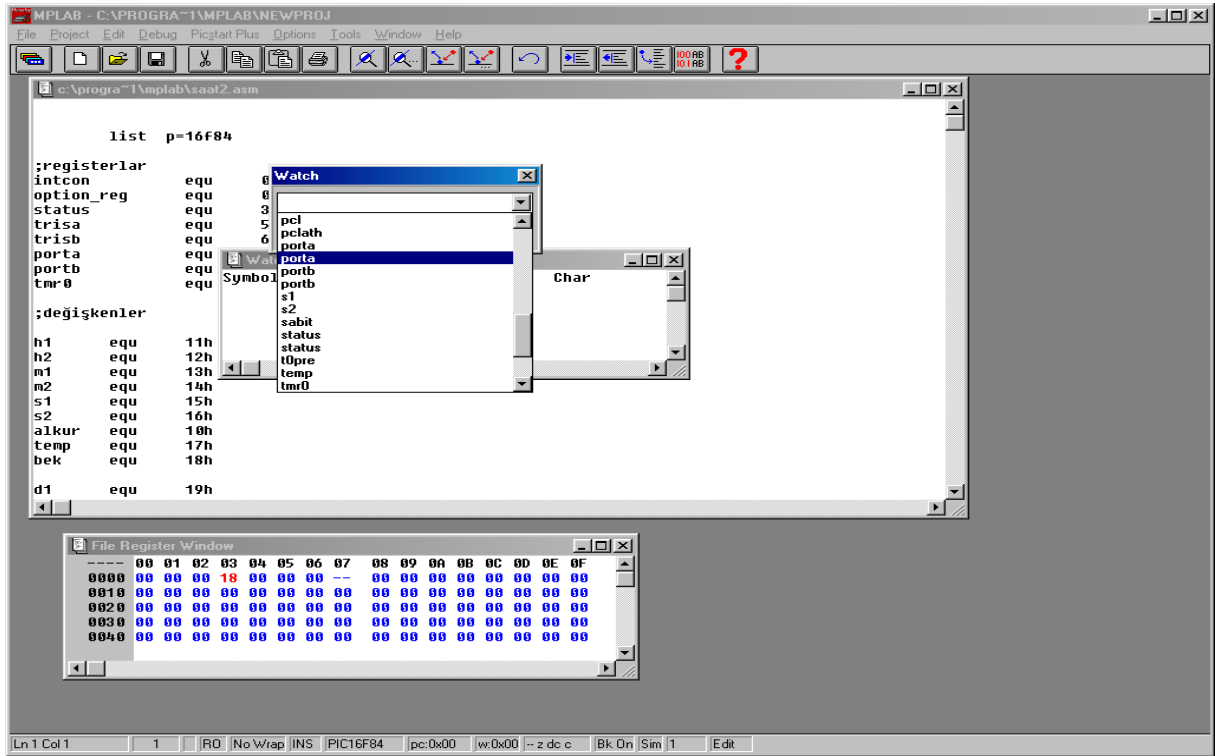 MPLAB - C:\PROGRA~1\MPLAB\NEWPROJ
File Project Edit Debug Picstart Plus Options Tools Window Help
c:\progra~1\mplab\saat2.asm
list p=16f84
;registerlar
intcon equ 0
option_reg equ 0
status equ 3
trisa equ 5
trisb equ 6
porta equ
portb equ
tmr0 equ
;değişkenler
h1 equ 11h
h2 equ 12h
m1 equ 13h
m2 equ 14h
s1 equ 15h
s2 equ 16h
alkur equ 10h
temp equ 17h
bek equ 18h
d1 equ 19h
Watch
pcl
pclath
porta
porta
portb
portb
s1
s2
sabit
status
status
t0pre
temp
tmr0
Symbol Char
File Register Window
---- 00 01 02 03 04 05 06 07 08 09 0A 0B 0C 0D 0E 0F
0000 00 00 00 18 00 00 00 -- 00 00 00 00 00 00 00 00
0010 00 00 00 00 00 00 00 00 00 00 00 00 00 00 00 00
0020 00 00 00 00 00 00 00 00 00 00 00 00 00 00 00 00
0030 00 00 00 00 00 00 00 00 00 00 00 00 00 00 00 00
0040 00 00 00 00 00 00 00 00 00 00 00 00 00 00 00 00
Ln 1 Col 1 1 RO No Wrap INS PIC16F84 pc:0x00 w:0x00 -- z dc c Bk On Sim 1 Edit